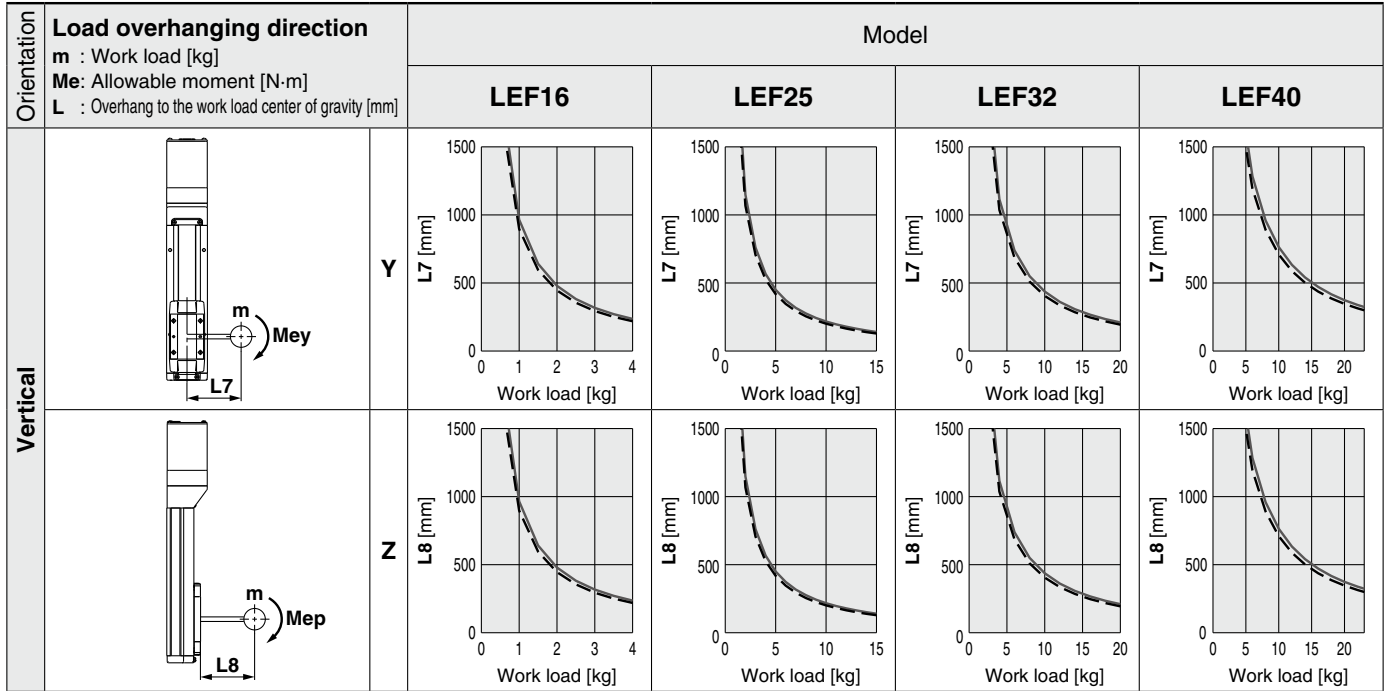 Orientation
Load overhanging direction
m : Work load [kg]
Me: Allowable moment [N·m]
L : Overhang to the work load center of gravity [mm]
Model
LEF16
LEF25
LEF32
LEF40
Vertical
m
Mey
L7
Y
L7 [mm]
1500
1000
500
0
0 1 2 3 4
Work load [kg]
L7 [mm]
1500
1000
500
0
0 5 10 15
Work load [kg]
L7 [mm]
1500
1000
500
0
0 5 10 15 20
Work load [kg]
L7 [mm]
1500
1000
500
0
0 5 10 15 20
Work load [kg]
m
Mep
L8
Z
L8 [mm]
1500
1000
500
0
0 1 2 3 4
Work load [kg]
L8 [mm]
1500
1000
500
0
0 5 10 15
Work load [kg]
L8 [mm]
1500
1000
500
0
0 5 10 15 20
Work load [kg]
L8 [mm]
1500
1000
500
0
0 5 10 15 20
Work load [kg]